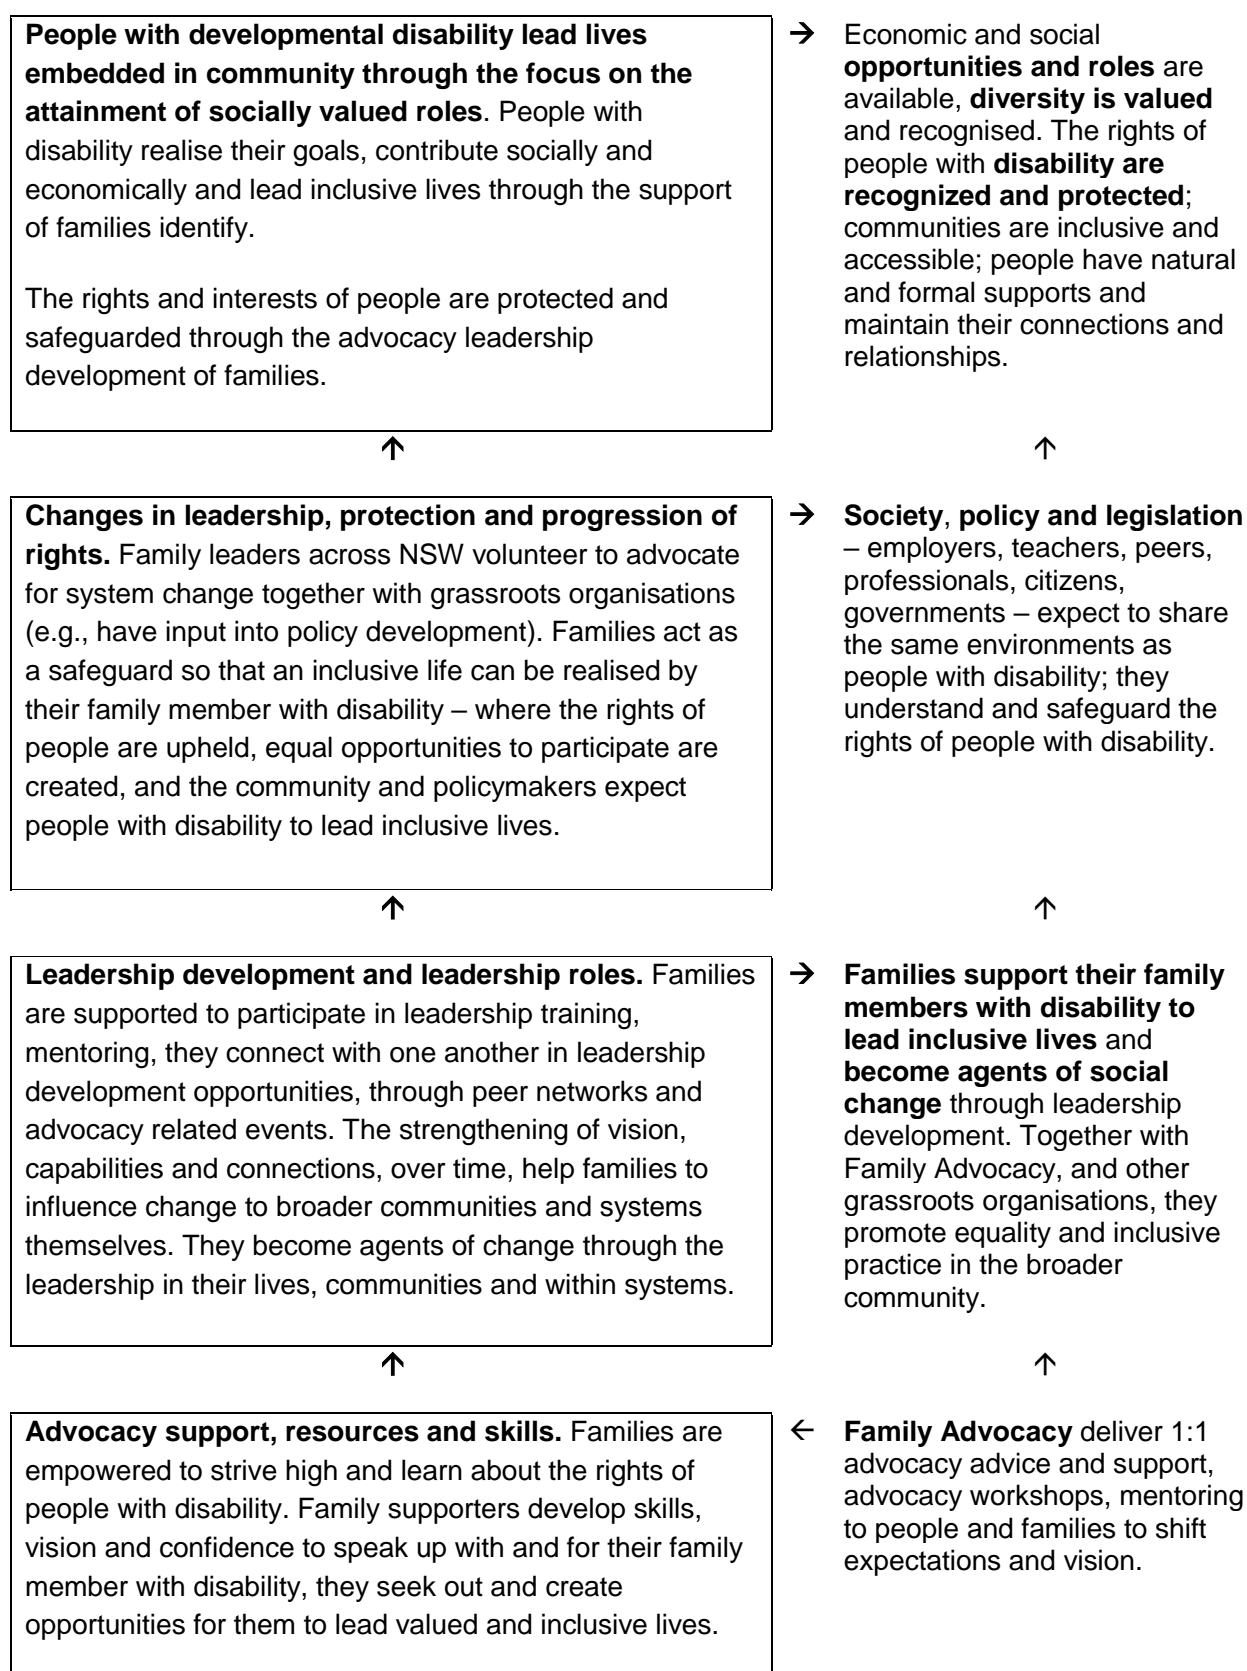 People with developmental disability lead lives
embedded in community through the focus on the
attainment of socially valued roles. People with
disability realise their goals, contribute socially and
economically and lead inclusive lives through the support
of families identify.
The rights and interests of people are protected and
safeguarded through the advocacy leadership
development of families.
→ Economic and social
opportunities and roles are
available, diversity is valued
and recognised. The rights of
people with disability are
recognized and protected;
communities are inclusive and
accessible; people have natural
and formal supports and
maintain their connections and
relationships.
↑ ↑
Changes in leadership, protection and progression of
rights. Family leaders across NSW volunteer to advocate
for system change together with grassroots organisations
(e.g., have input into policy development). Families act as
a safeguard so that an inclusive life can be realised by
their family member with disability – where the rights of
people are upheld, equal opportunities to participate are
created, and the community and policymakers expect
people with disability to lead inclusive lives.
→ Society, policy and legislation
– employers, teachers, peers,
professionals, citizens,
governments – expect to share
the same environments as
people with disability; they
understand and safeguard the
rights of people with disability.
↑ ↑
Leadership development and leadership roles. Families
are supported to participate in leadership training,
mentoring, they connect with one another in leadership
development opportunities, through peer networks and
advocacy related events. The strengthening of vision,
capabilities and connections, over time, help families to
influence change to broader communities and systems
themselves. They become agents of change through the
leadership in their lives, communities and within systems.
→ Families support their family
members with disability to
lead inclusive lives and
become agents of social
change through leadership
development. Together with
Family Advocacy, and other
grassroots organisations, they
promote equality and inclusive
practice in the broader
community.
↑ ↑
Advocacy support, resources and skills. Families are
empowered to strive high and learn about the rights of
people with disability. Family supporters develop skills,
vision and confidence to speak up with and for their family
member with disability, they seek out and create
opportunities for them to lead valued and inclusive lives.
← Family Advocacy deliver 1:1
advocacy advice and support,
advocacy workshops, mentoring
to people and families to shift
expectations and vision.